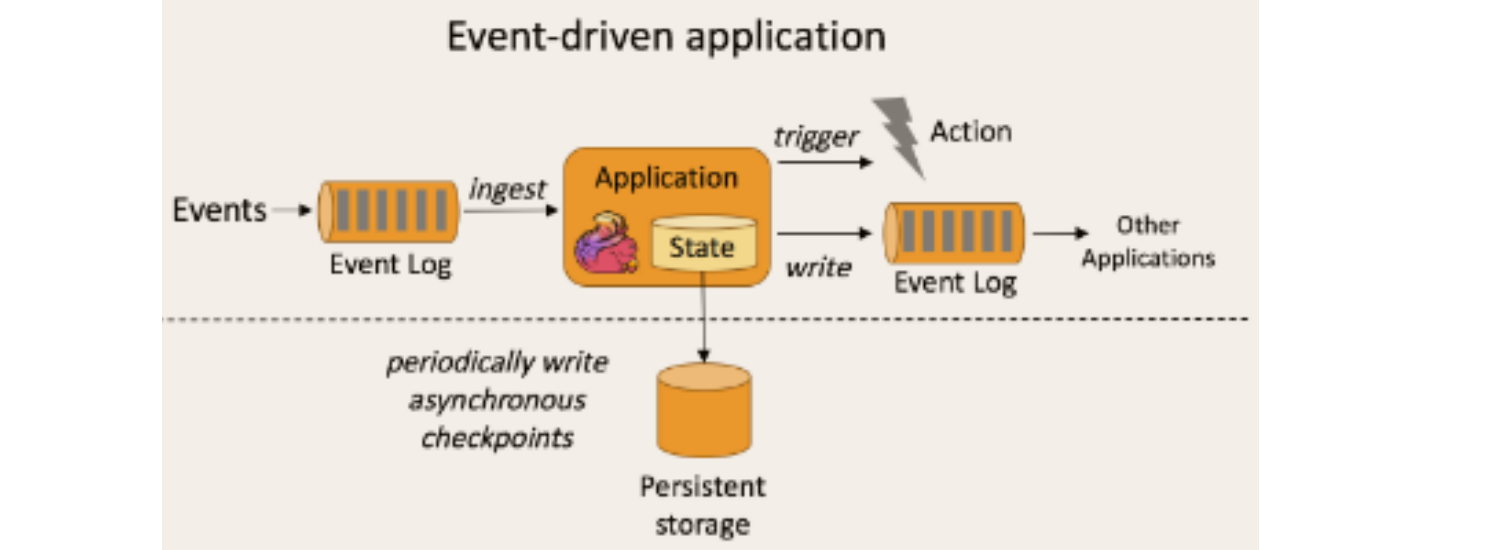 Event-driven application
trigger
Action
Application
ingest
Events
State
Other
Applications
Event Log
write
Event Log
periodically write
asynchronous
checkpoints
Persistent
storage